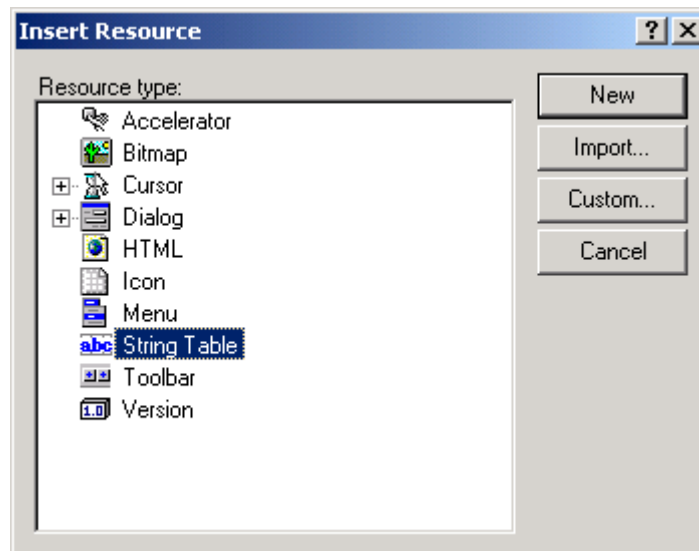 Insert Resource
Resource type:
Accelerator
Bitmap
Cursor
Dialog
HTML
Icon
Menu
abc String Table
Toolbar
1.0 Version
New
Import...
Custom...
Cancel